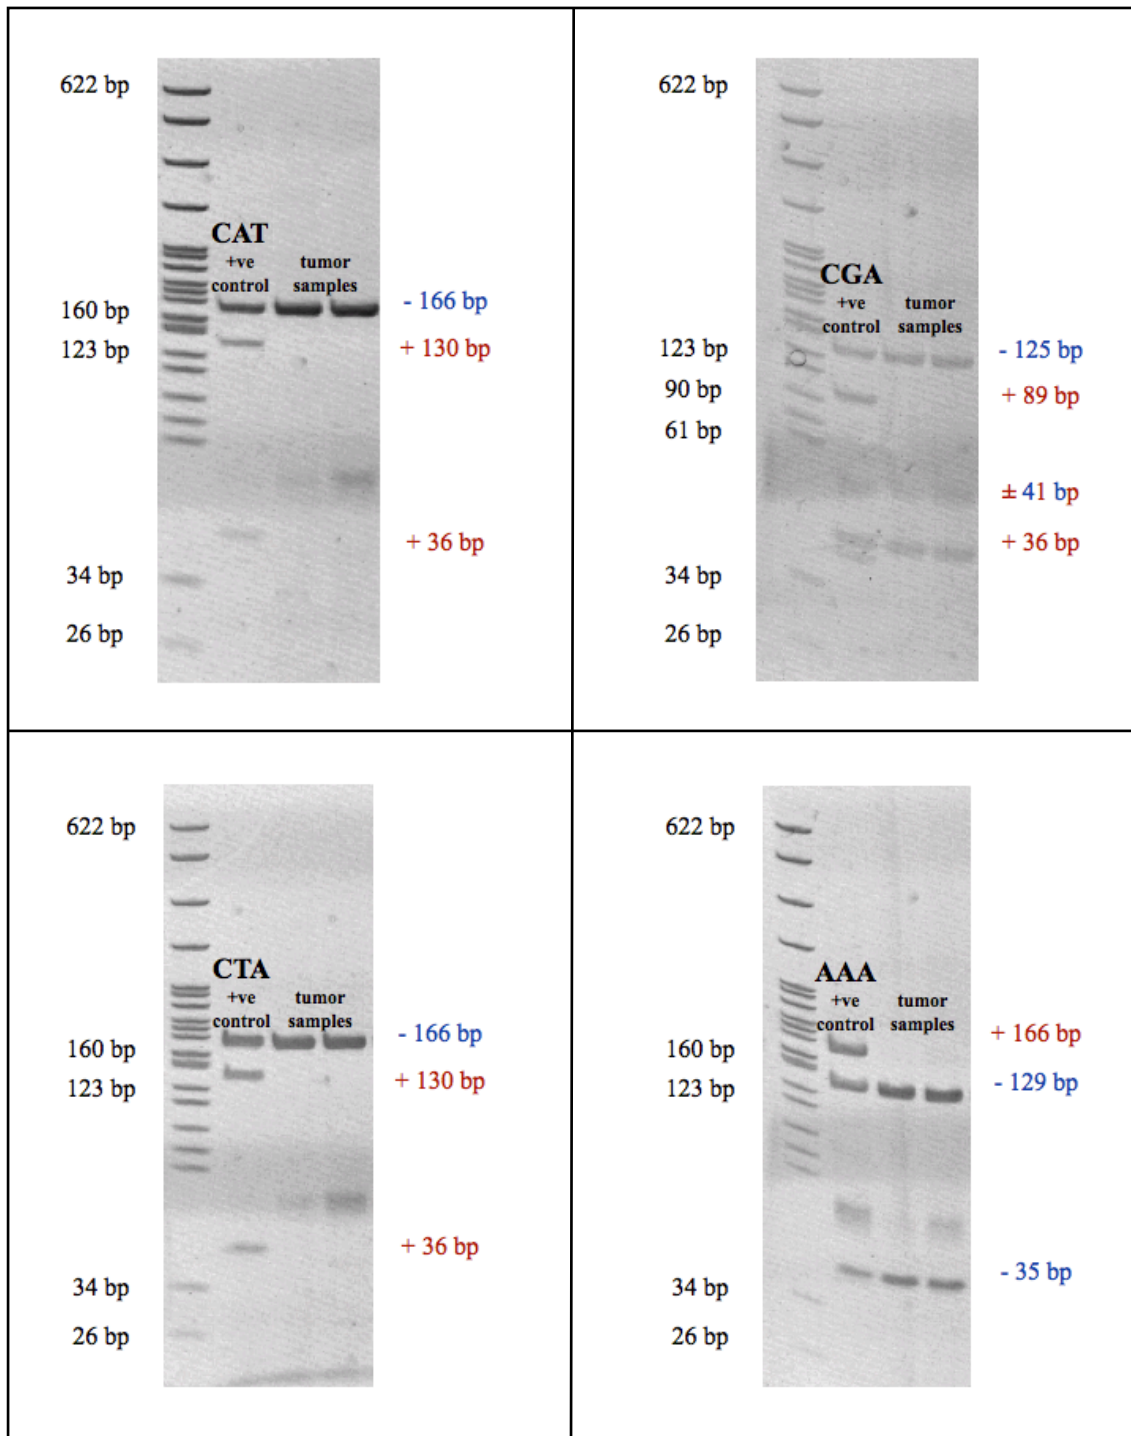 622 bp
CAT
+ve
control
tumor
samples
160 bp
- 166 bp
123 bp
+ 130 bp
+ 36 bp
34 bp
26 bp
622 bp
CGA
+ve
control
tumor
samples
123 bp
- 125 bp
90 bp
+ 89 bp
61 bp
± 41 bp
+ 36 bp
34 bp
26 bp
622 bp
CTA
+ve
control
tumor
samples
160 bp
- 166 bp
123 bp
+ 130 bp
+ 36 bp
34 bp
26 bp
622 bp
AAA
+ve
control
tumor
samples
160 bp
+ 166 bp
123 bp
- 129 bp
- 35 bp
34 bp
26 bp